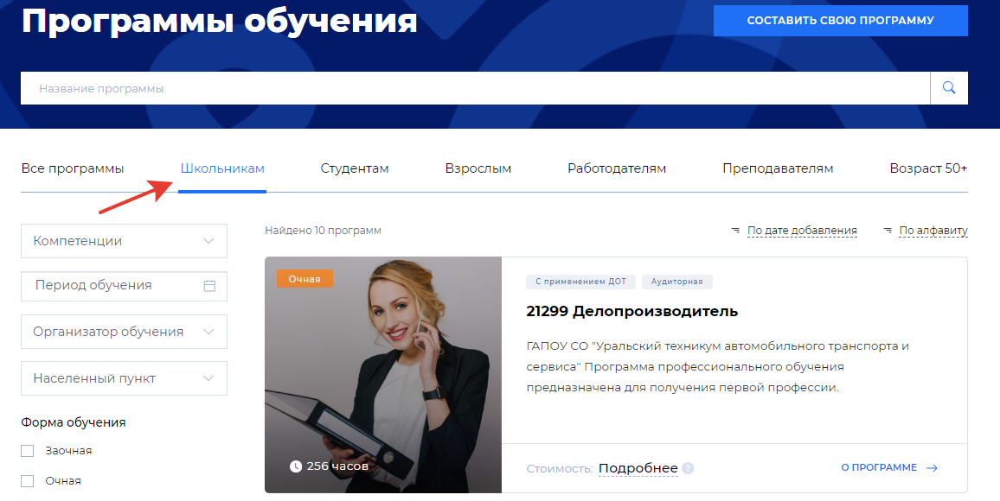 Программы обучения
СОСТАВИТЬ СВОЮ ПРОГРАММУ
Название программы
Все программы
Школьникам
Студентам
Взрослым
Работодателям
Преподавателям
Возраст 50+
Компетенции
Период обучения
Организатор обучения
Населенный пункт
Форма обучения
Заочная
Очная
Найдено 10 программ
По дате добавления
По алфавиту
Очная
256 часов
С применением ДОТ
Аудиторная
21299 Делопроизводитель
ГАПОУ СО "Уральский техникум автомобильного транспорта и
сервиса" Программа профессионального обучения
предназначена для получения первой профессии.
Стоимость: Подробнее ?
О ПРОГРАММЕ